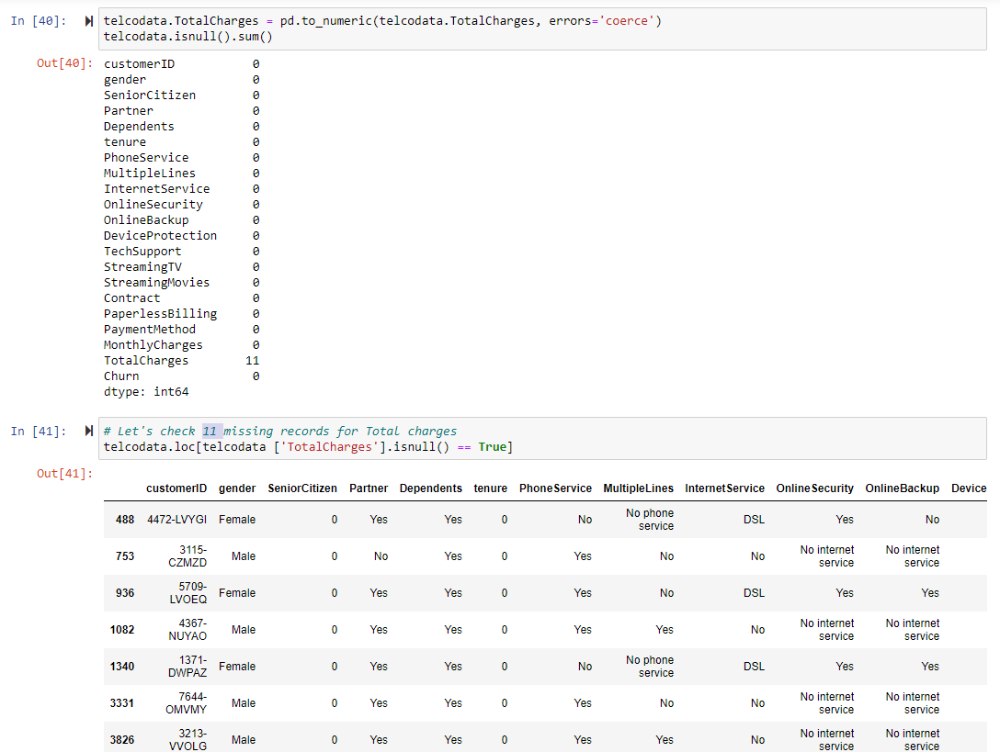 In [40]: telcodata.TotalCharges = pd.to_numeric(telcodata.TotalCharges, errors='coerce')
telcodata.isnull().sum()
Out[40]: customerID 0
gender 0
SeniorCitizen 0
Partner 0
Dependents 0
tenure 0
PhoneService 0
MultipleLines 0
InternetService 0
OnlineSecurity 0
OnlineBackup 0
DeviceProtection 0
TechSupport 0
StreamingTV 0
StreamingMovies 0
Contract 0
PaperlessBilling 0
PaymentMethod 0
MonthlyCharges 0
TotalCharges 11
Churn 0
dtype: int64
In [41]: # Let's check 11 missing records for Total charges
telcodata.loc[telcodata ['TotalCharges'].isnull() == True]
Out[41]:
customerID gender SeniorCitizen Partner Dependents tenure PhoneService MultipleLines InternetService OnlineSecurity OnlineBackup Device
488 4472-LVYGI Female 0 Yes Yes 0 No No phone service DSL Yes No
753 3115-CZMZD Male 0 No Yes 0 Yes No No No internet service No internet service
936 5709-LVOEQ Female 0 Yes Yes 0 Yes No DSL Yes Yes
1082 4367-NUYAO Male 0 Yes Yes 0 Yes Yes No No internet service No internet service
1340 1371-DWPAZ Female 0 Yes Yes 0 No No phone service DSL Yes Yes
3331 7644-OMVMY Male 0 Yes Yes 0 Yes No No No internet service No internet service
3826 3213-VVOLG Male 0 Yes Yes 0 Yes Yes No No internet service No internet service